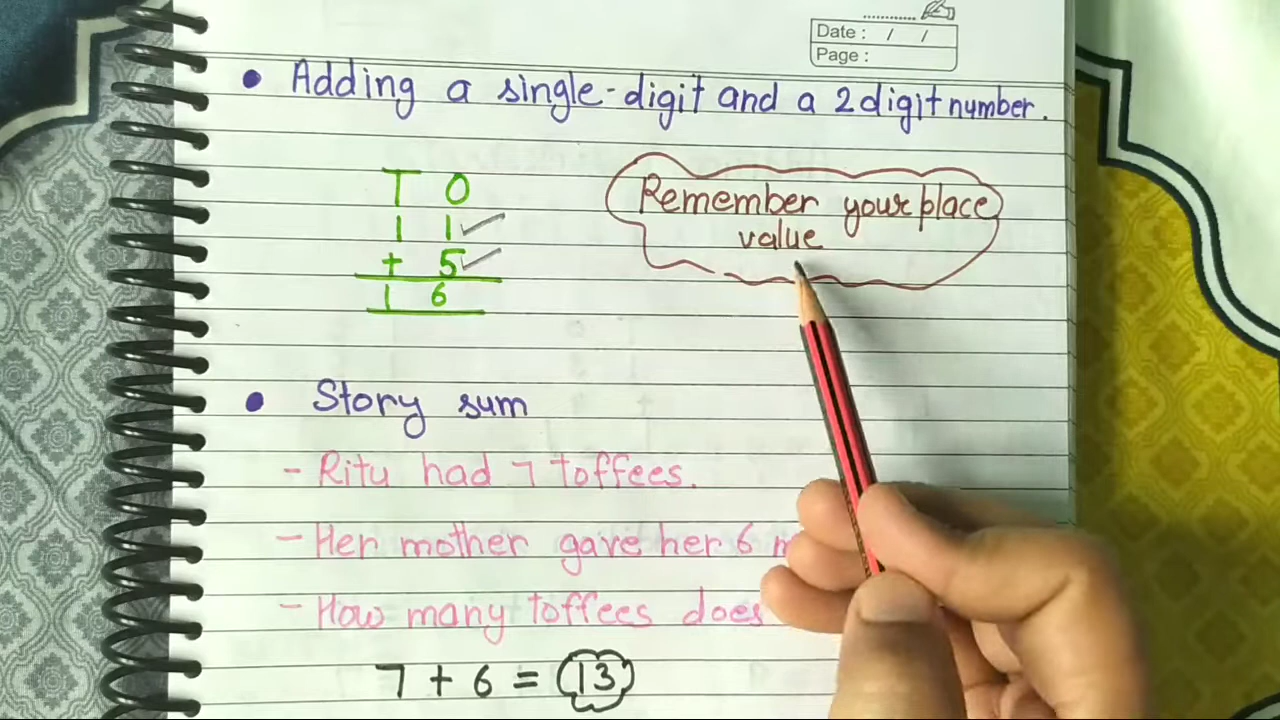 Date : / /
Page :
• Adding a single-digit and a 2 digit number.
T O
1 1
+ 5
1 6
Remember your place
value
• Story sum
- Ritu had 7 toffees.
- Her mother gave her 6
- How many toffees does
7 + 6 = 13